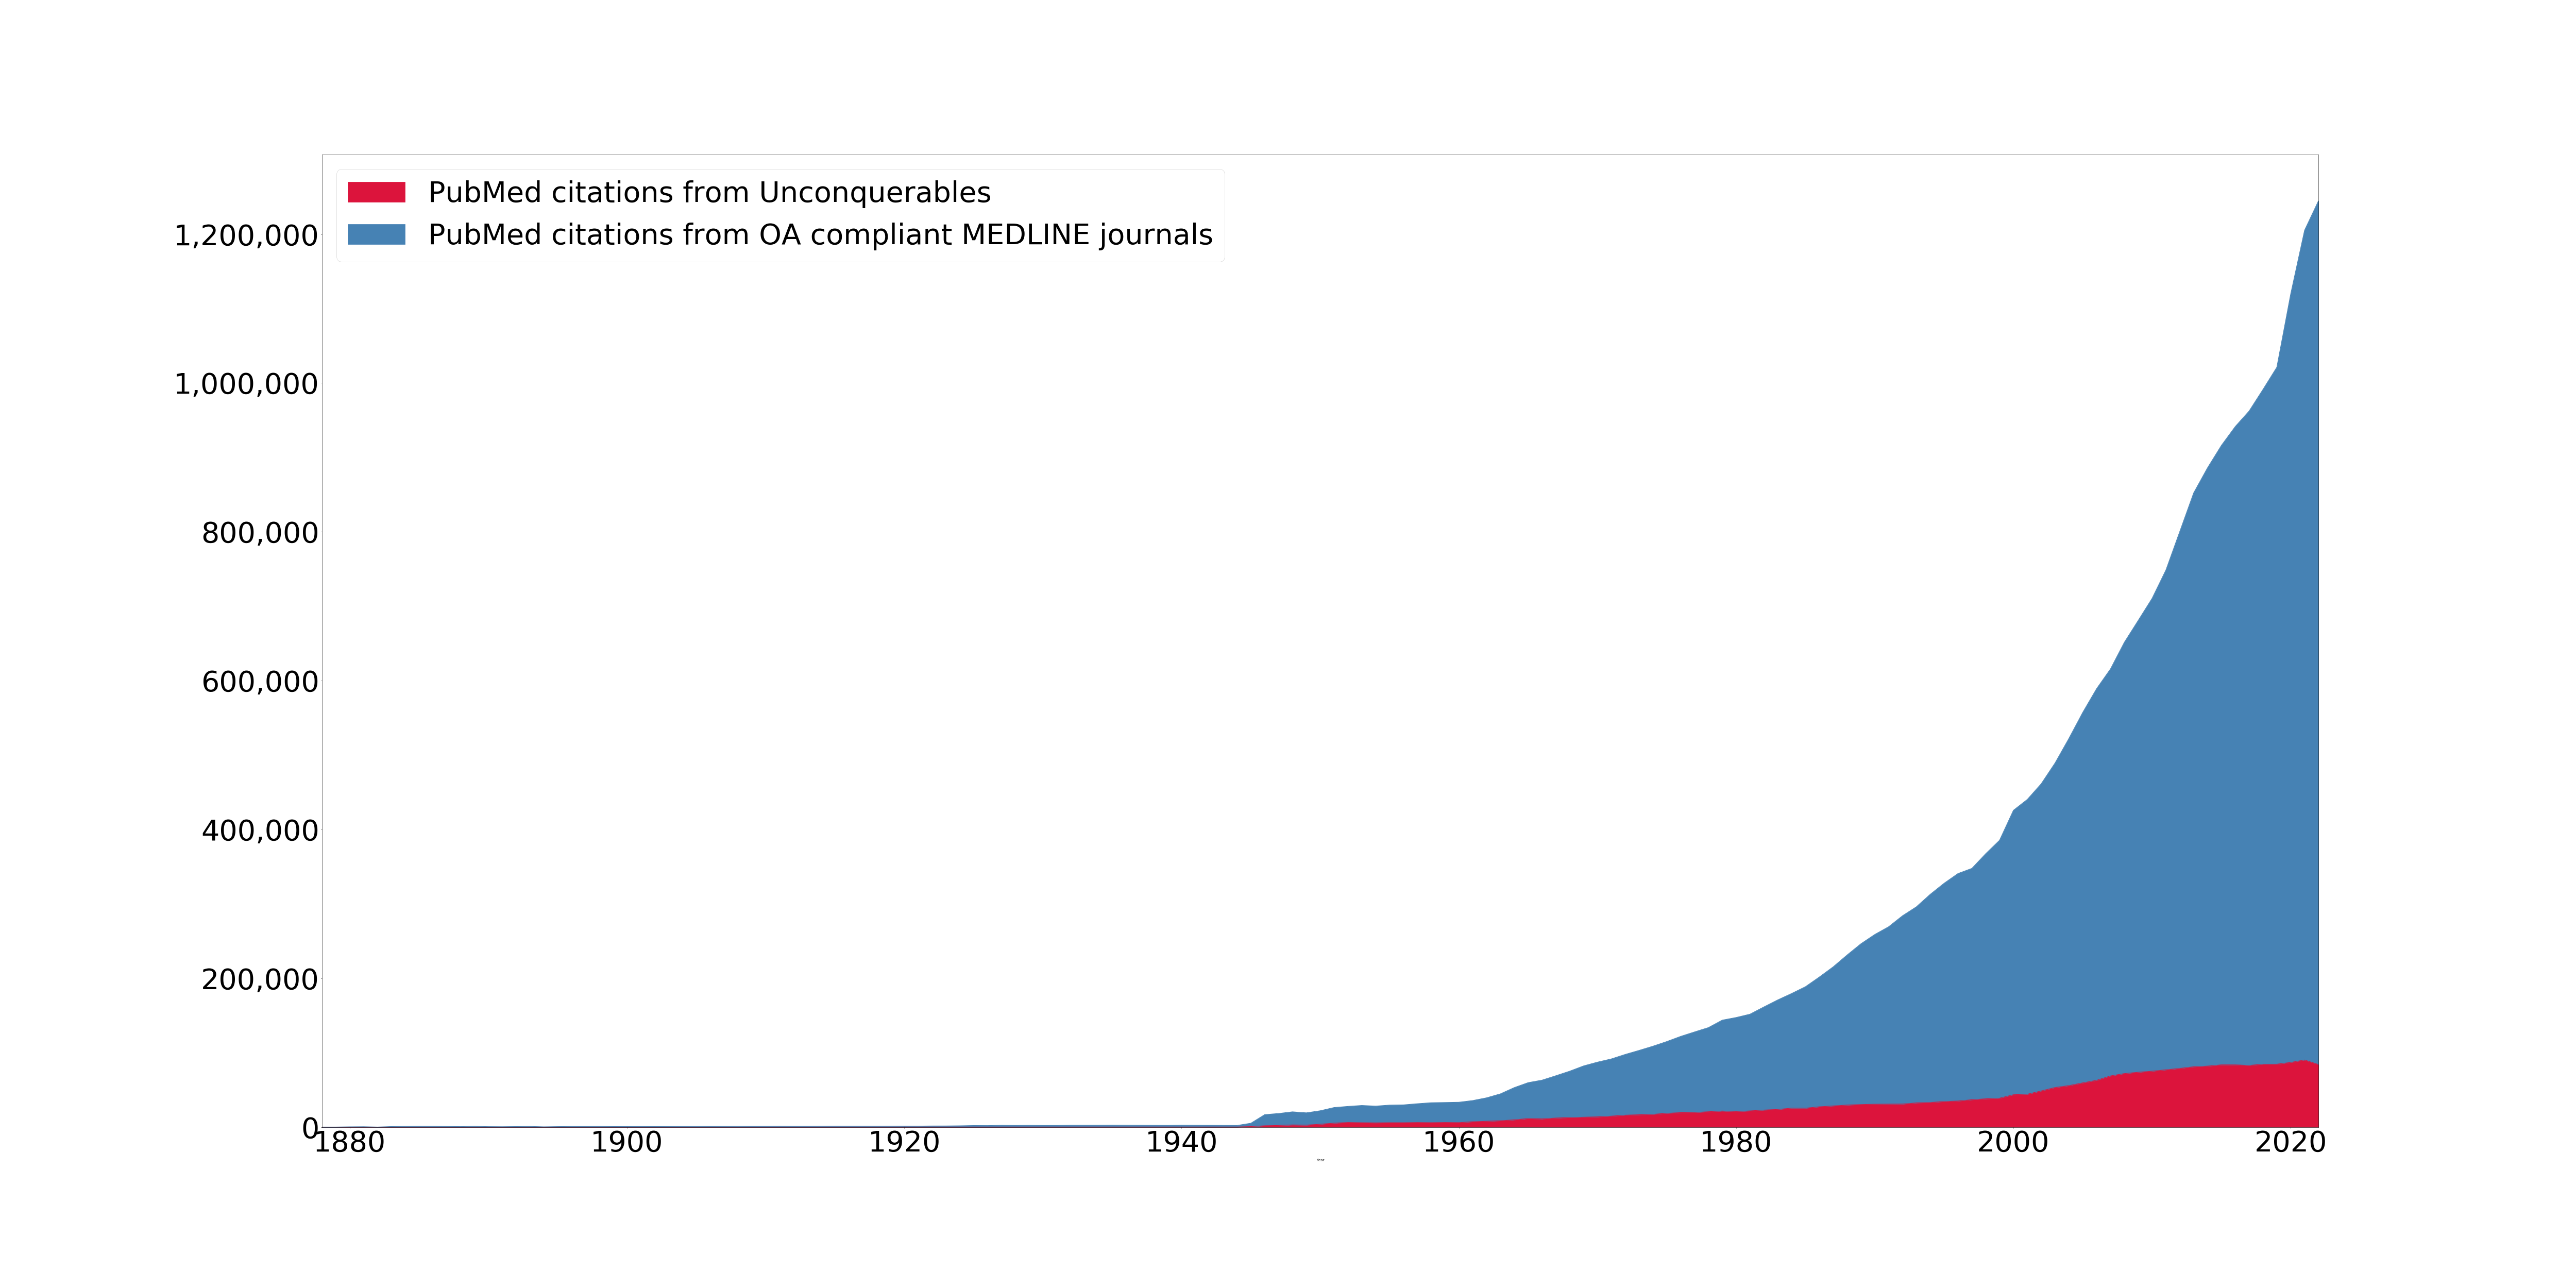 PubMed citations from Unconquerables
PubMed citations from OA compliant MEDLINE journals
1,200,000
1,000,000
800,000
600,000
400,000
200,000
0
1880 1900 1920 1940 1960 1980 2000 2020